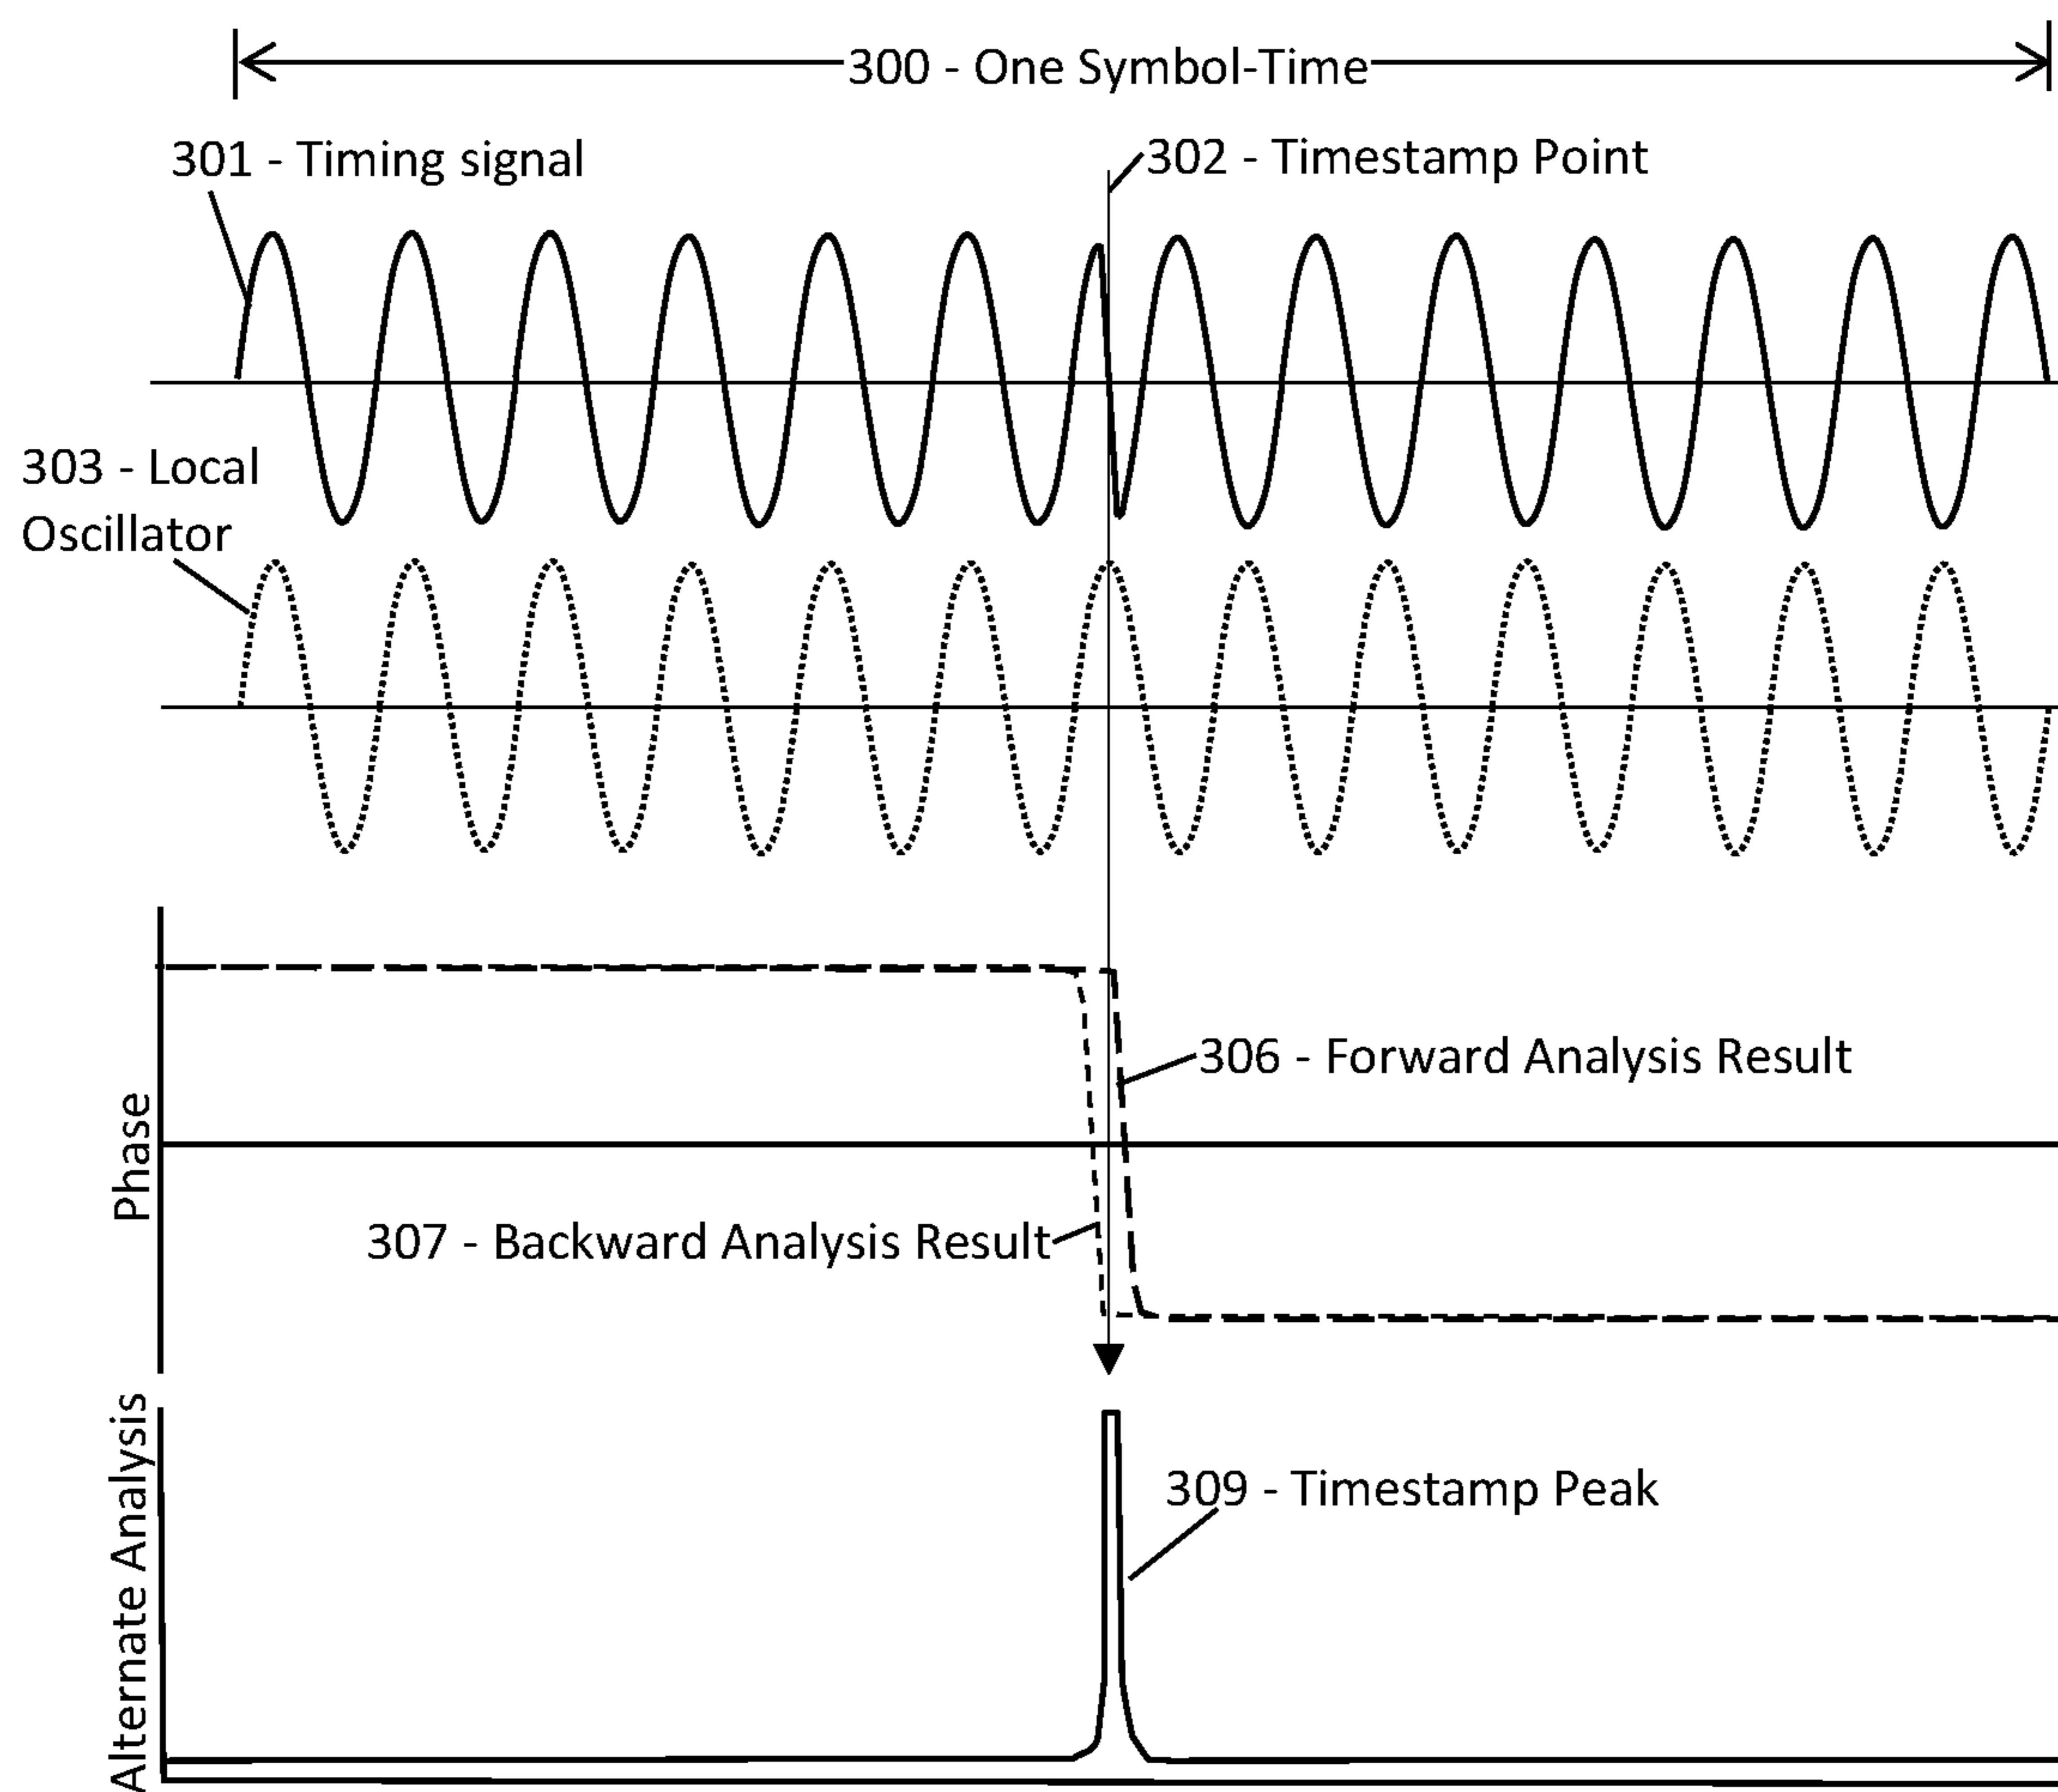 300 - One Symbol-Time
301 - Timing signal
302 - Timestamp Point
303 - Local
Oscillator
Phase
306 - Forward Analysis Result
307 - Backward Analysis Result
Alternate Analysis
309 - Timestamp Peak